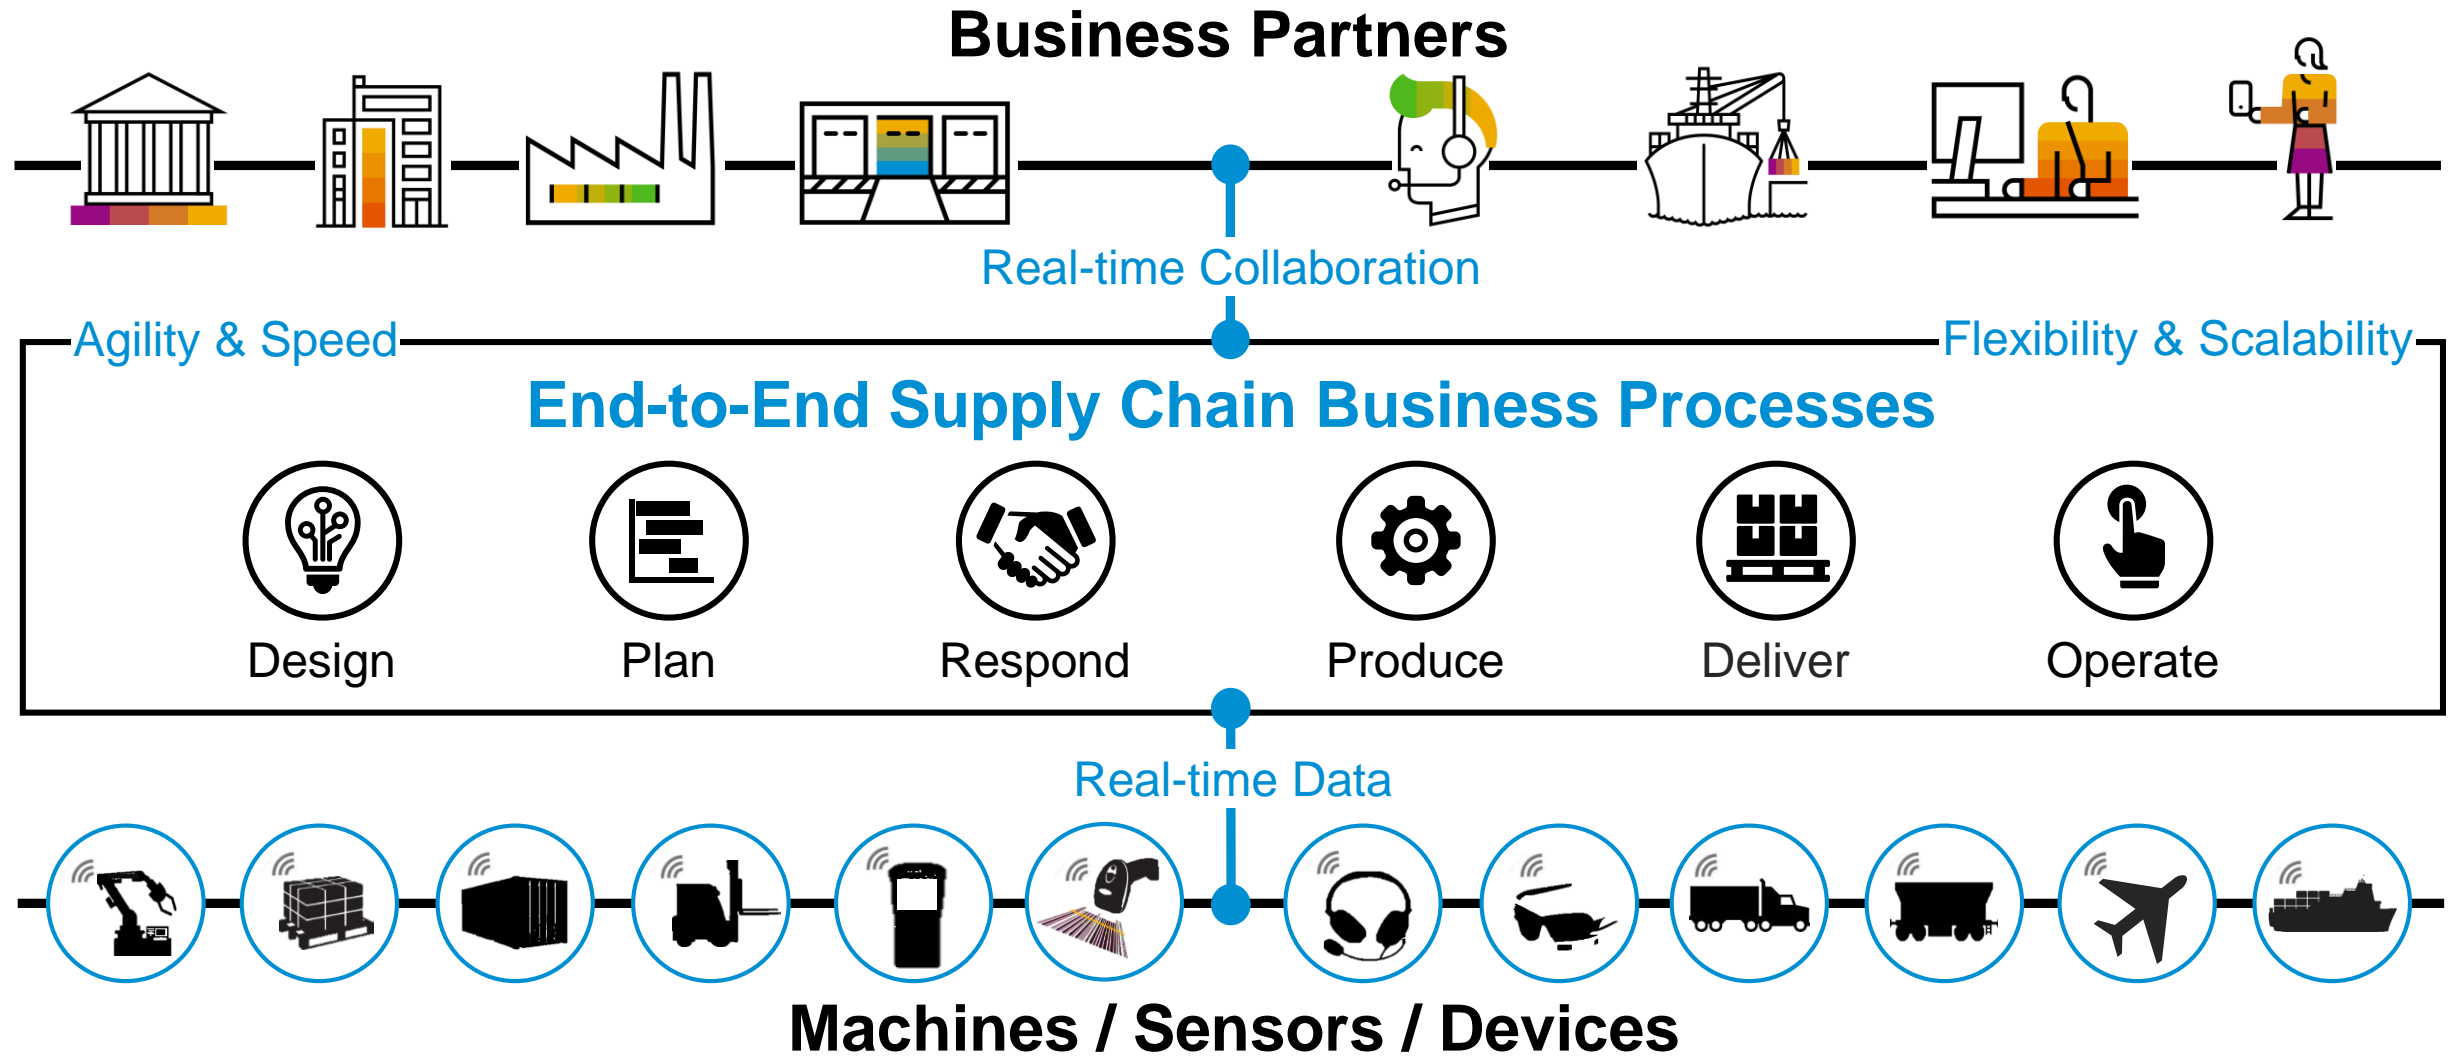 Business Partners
Real-time Collaboration
Agility & Speed
Flexibility & Scalability
End-to-End Supply Chain Business Processes
Design
Plan
Respond
Produce
Deliver
Operate
Real-time Data
Machines / Sensors / Devices